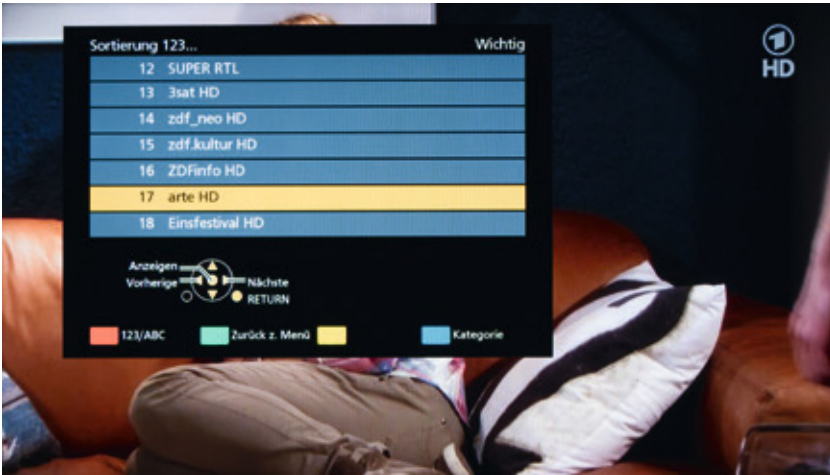 Sortierung 123... Wichtig
12 SUPER RTL
13 3sat HD
14 zdf_neo HD
15 zdf.kultur HD
16 ZDFinfo HD
17 arte HD
18 Einsfestival HD
Anzeigen
Vorherige Nächste
RETURN
123/ABC Zurück z. Menü Kategorie
1
HD